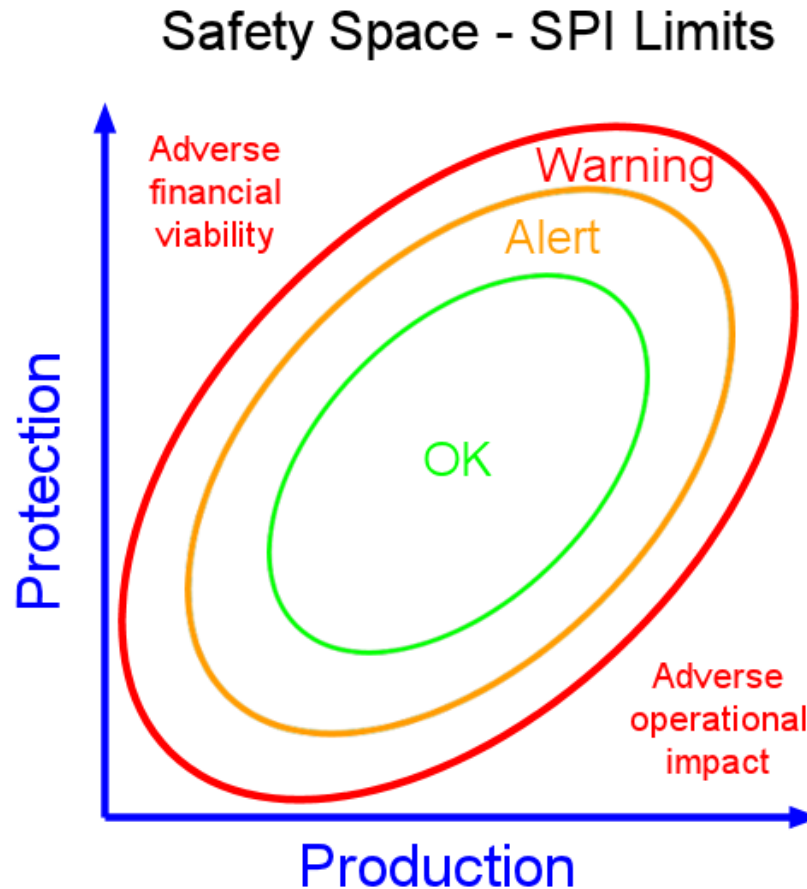 Safety Space - SPI Limits
Adverse
financial
viability
Warning
Alert
OK
Protection
Adverse
operational
impact
Production